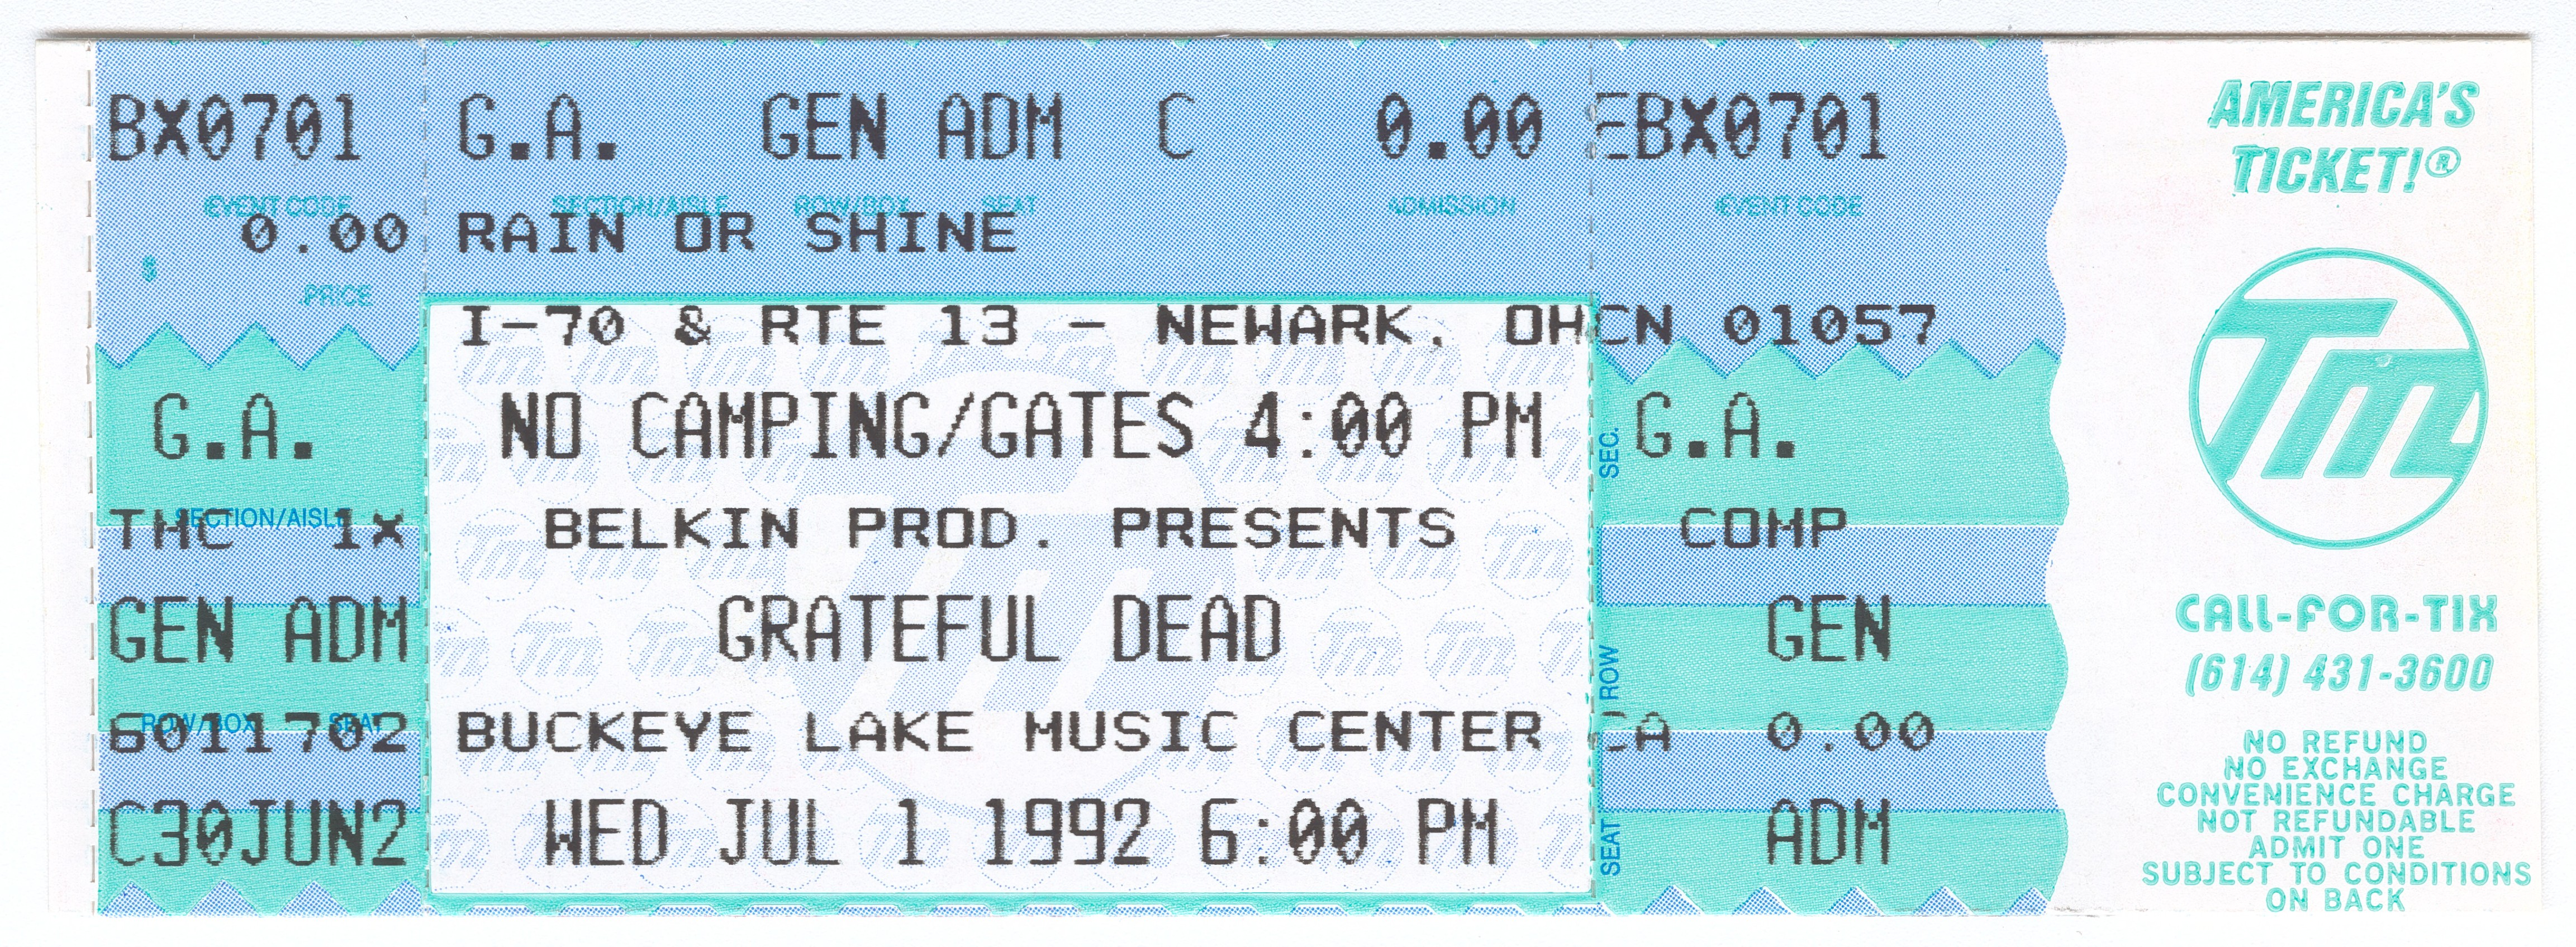 BX0701
EVENT CODE
0.00
$
PRICE
G.A.
SECTION/AISLE
THC 1X
GEN ADM
ROW/BOX SEAT
6011702
C30JUN2
G.A. GEN ADM C 0.00
SECTION/AISLE ROW/BOX SEAT ADMISSION
RAIN OR SHINE
I-70 & RTE 13 - NEWARK, OH
NO CAMPING/GATES 4:00 PM
BELKIN PROD. PRESENTS
GRATEFUL DEAD
BUCKEYE LAKE MUSIC CENTER
WED JUL 1 1992 6:00 PM
EBX0701
EVENT CODE
CN 01057
SEC.
G.A.
COMP
ROW
GEN
CA 0.00
SEAT
ADM
AMERICA'S
TICKET!®
Tm
CALL-FOR-TIX
(614) 431-3600
NO REFUND
NO EXCHANGE
CONVENIENCE CHARGE
NOT REFUNDABLE
ADMIT ONE
SUBJECT TO CONDITIONS
ON BACK